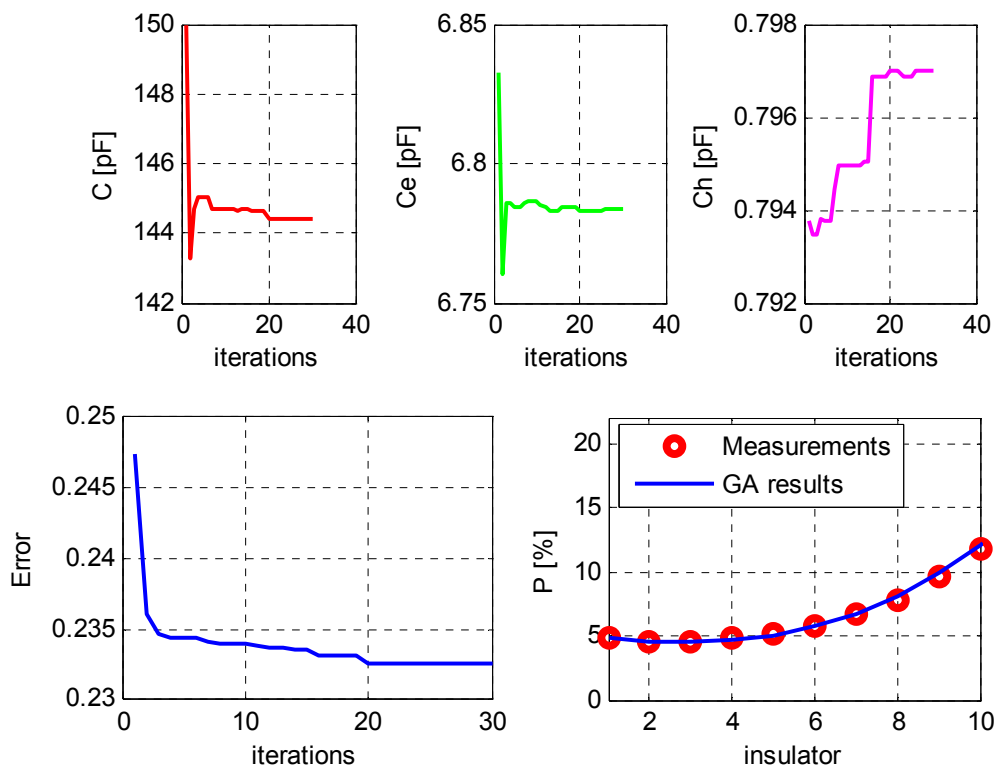 150
148
146
144
142
C [pF]
0 20 40
iterations
6.85
6.8
6.75
Ce [pF]
0 20 40
iterations
0.798
0.796
0.794
0.792
Ch [pF]
0 20 40
iterations
0.25
0.245
0.24
0.235
0.23
Error
0 10 20 30
iterations
20
15
10
5
0
P [%]
Measurements
GA results
2 4 6 8 10
insulator